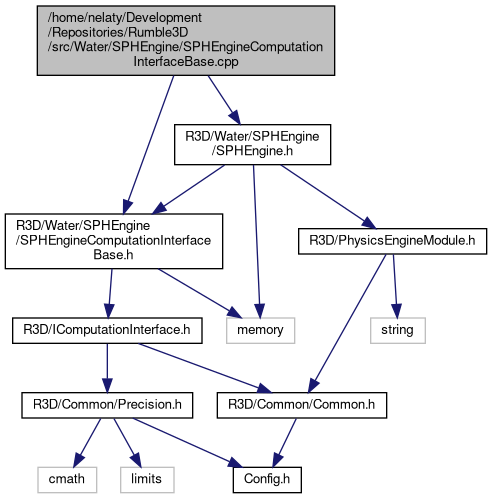 /home/nelaty/Development
/Repositories/Rumble3D
/src/Water/SPHEngine/SPHEngineComputation
InterfaceBase.cpp
R3D/Water/SPHEngine
/SPHEngine.h
R3D/Water/SPHEngine
/SPHEngineComputationInterface
Base.h
R3D/PhysicsEngineModule.h
R3D/IComputationInterface.h
memory
string
R3D/Common/Precision.h
R3D/Common/Common.h
cmath
limits
Config.h